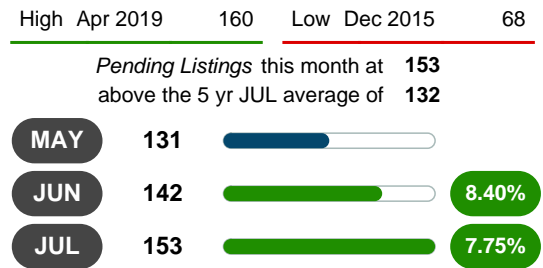 High Apr 2019 160 Low Dec 2015 68
Pending Listings this month at 153
above the 5 yr JUL average of 132
MAY 131
JUN 142 8.40%
JUL 153 7.75%